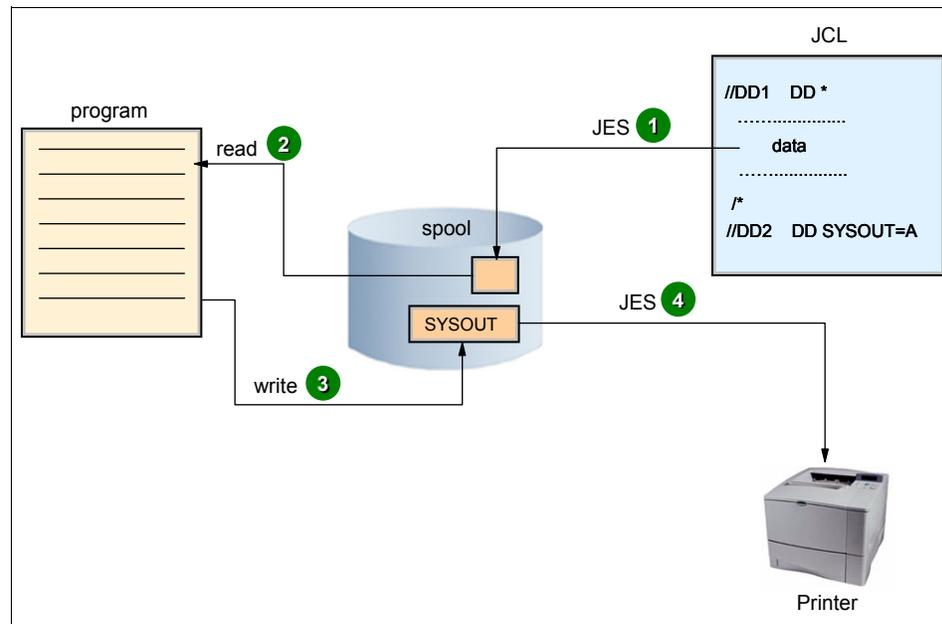 JCL
//DD1 DD *
.......................
data
.......................
/*
//DD2 DD SYSOUT=A
program
JES 1
read 2
spool
SYSOUT
JES 4
write 3
Printer